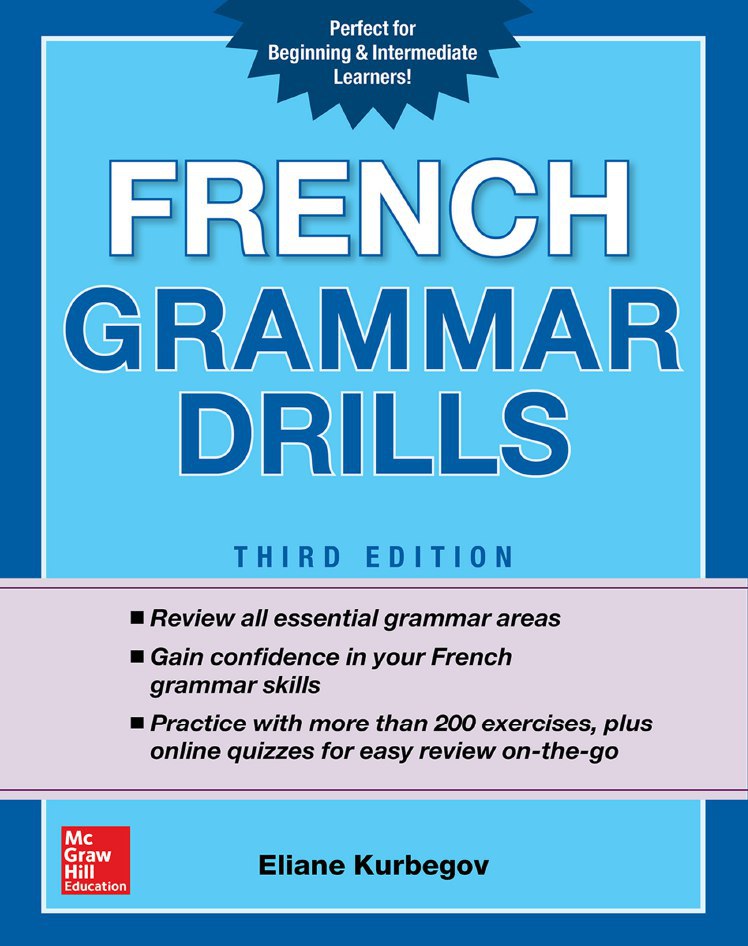 Perfect for
Beginning & Intermediate
Learners!
FRENCH
GRAMMAR
DRILLS
THIRD EDITION
■ Review all essential grammar areas
■ Gain confidence in your French
grammar skills
■ Practice with more than 200 exercises, plus
online quizzes for easy review on-the-go
Mc
Graw
Hill
Education
Eliane Kurbegov